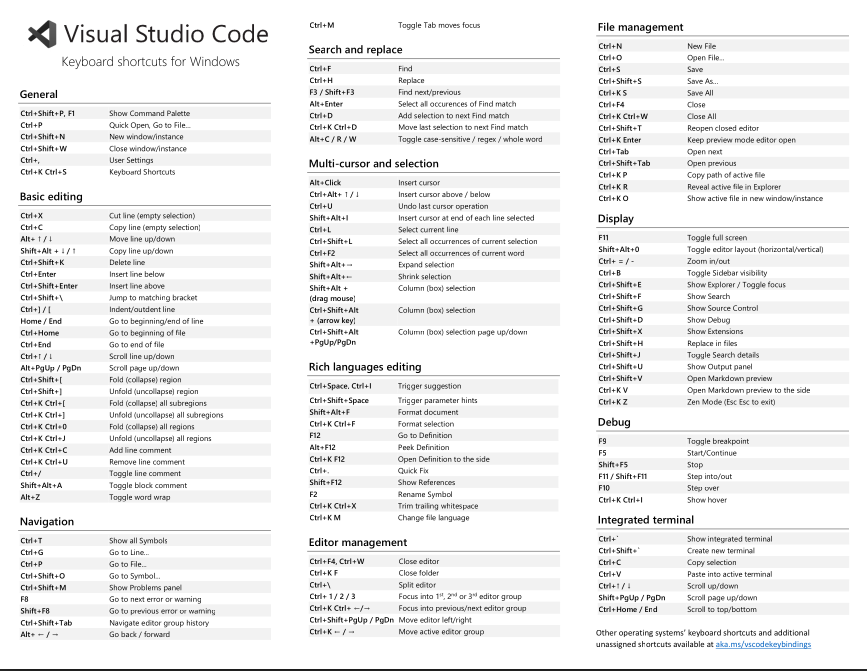 Visual Studio Code
Keyboard shortcuts for Windows
General
Ctrl+Shift+P, F1 Show Command Palette
Ctrl+P Quick Open, Go to File...
Ctrl+Shift+N New window/instance
Ctrl+Shift+W Close window/instance
Ctrl+, User Settings
Ctrl+K Ctrl+S Keyboard Shortcuts
Basic editing
Ctrl+X Cut line (empty selection)
Ctrl+C Copy line (empty selection)
Alt+ ↑ / ↓ Move line up/down
Shift+Alt + ↓ / ↑ Copy line up/down
Ctrl+Shift+K Delete line
Ctrl+Enter Insert line below
Ctrl+Shift+Enter Insert line above
Ctrl+Shift+\ Jump to matching bracket
Ctrl+] / [ Indent/outdent line
Home / End Go to beginning/end of line
Ctrl+Home Go to beginning of file
Ctrl+End Go to end of file
Ctrl+↑ / ↓ Scroll line up/down
Alt+PgUp / PgDn Scroll page up/down
Ctrl+Shift+[ Fold (collapse) region
Ctrl+Shift+] Unfold (uncollapse) region
Ctrl+K Ctrl+[ Fold (collapse) all subregions
Ctrl+K Ctrl+] Unfold (uncollapse) all subregions
Ctrl+K Ctrl+0 Fold (collapse) all regions
Ctrl+K Ctrl+J Unfold (uncollapse) all regions
Ctrl+K Ctrl+C Add line comment
Ctrl+K Ctrl+U Remove line comment
Ctrl+/ Toggle line comment
Shift+Alt+A Toggle block comment
Alt+Z Toggle word wrap
Navigation
Ctrl+T Show all Symbols
Ctrl+G Go to Line...
Ctrl+P Go to File...
Ctrl+Shift+O Go to Symbol...
Ctrl+Shift+M Show Problems panel
F8 Go to next error or warning
Shift+F8 Go to previous error or warning
Ctrl+Shift+Tab Navigate editor group history
Alt+ ← / → Go back / forward
Ctrl+M Toggle Tab moves focus
Search and replace
Ctrl+F Find
Ctrl+H Replace
F3 / Shift+F3 Find next/previous
Alt+Enter Select all occurences of Find match
Ctrl+D Add selection to next Find match
Ctrl+K Ctrl+D Move last selection to next Find match
Alt+C / R / W Toggle case-sensitive / regex / whole word
Multi-cursor and selection
Alt+Click Insert cursor
Ctrl+Alt+ ↑ / ↓ Insert cursor above / below
Ctrl+U Undo last cursor operation
Shift+Alt+I Insert cursor at end of each line selected
Ctrl+L Select current line
Ctrl+Shift+L Select all occurrences of current selection
Ctrl+F2 Select all occurrences of current word
Shift+Alt+→ Expand selection
Shift+Alt+← Shrink selection
Shift+Alt + Column (box) selection
(drag mouse)
Ctrl+Shift+Alt Column (box) selection
+ (arrow key)
Ctrl+Shift+Alt Column (box) selection page up/down
+PgUp/PgDn
Rich languages editing
Ctrl+Space, Ctrl+I Trigger suggestion
Ctrl+Shift+Space Trigger parameter hints
Shift+Alt+F Format document
Ctrl+K Ctrl+F Format selection
F12 Go to Definition
Alt+F12 Peek Definition
Ctrl+K F12 Open Definition to the side
Ctrl+. Quick Fix
Shift+F12 Show References
F2 Rename Symbol
Ctrl+K Ctrl+X Trim trailing whitespace
Ctrl+K M Change file language
Editor management
Ctrl+F4, Ctrl+W Close editor
Ctrl+K F Close folder
Ctrl+\ Split editor
Ctrl+ 1 / 2 / 3 Focus into 1st, 2nd or 3rd editor group
Ctrl+K Ctrl+ ←/→ Focus into previous/next editor group
Ctrl+Shift+PgUp / PgDn Move editor left/right
Ctrl+K ← / → Move active editor group
File management
Ctrl+N New File
Ctrl+O Open File...
Ctrl+S Save
Ctrl+Shift+S Save As...
Ctrl+K S Save All
Ctrl+F4 Close
Ctrl+K Ctrl+W Close All
Ctrl+Shift+T Reopen closed editor
Ctrl+K Enter Keep preview mode editor open
Ctrl+Tab Open next
Ctrl+Shift+Tab Open previous
Ctrl+K P Copy path of active file
Ctrl+K R Reveal active file in Explorer
Ctrl+K O Show active file in new window/instance
Display
F11 Toggle full screen
Shift+Alt+0 Toggle editor layout (horizontal/vertical)
Ctrl+ = / - Zoom in/out
Ctrl+B Toggle Sidebar visibility
Ctrl+Shift+E Show Explorer / Toggle focus
Ctrl+Shift+F Show Search
Ctrl+Shift+G Show Source Control
Ctrl+Shift+D Show Debug
Ctrl+Shift+X Show Extensions
Ctrl+Shift+H Replace in files
Ctrl+Shift+J Toggle Search details
Ctrl+Shift+U Show Output panel
Ctrl+Shift+V Open Markdown preview
Ctrl+K V Open Markdown preview to the side
Ctrl+K Z Zen Mode (Esc Esc to exit)
Debug
F9 Toggle breakpoint
F5 Start/Continue
Shift+F5 Stop
F11 / Shift+F11 Step into/out
F10 Step over
Ctrl+K Ctrl+I Show hover
Integrated terminal
Ctrl+` Show integrated terminal
Ctrl+Shift+` Create new terminal
Ctrl+C Copy selection
Ctrl+V Paste into active terminal
Ctrl+↑ / ↓ Scroll up/down
Shift+PgUp / PgDn Scroll page up/down
Ctrl+Home / End Scroll to top/bottom
Other operating systems' keyboard shortcuts and additional
unassigned shortcuts available at aka.ms/vscodekeybindings